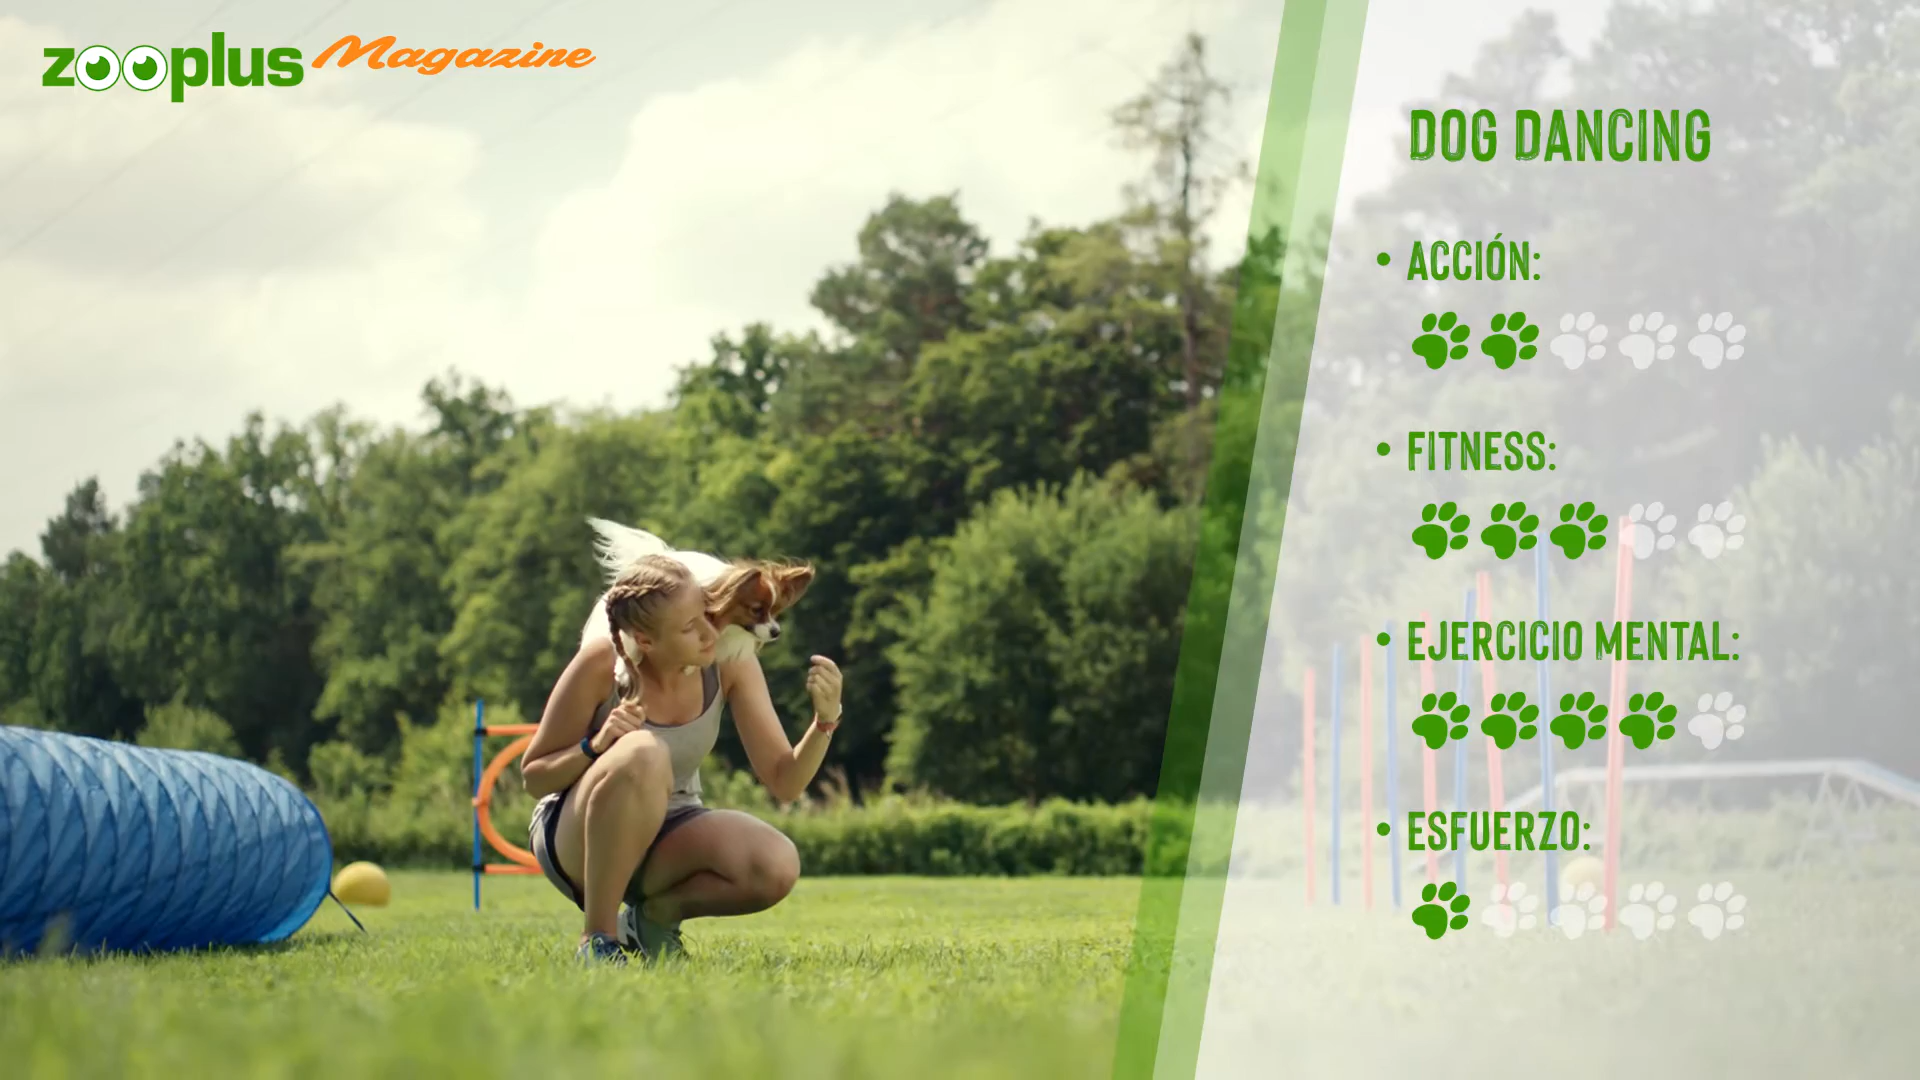 zooplus Magazine
DOG DANCING
• ACCIÓN:
• FITNESS:
• EJERCICIO MENTAL:
• ESFUERZO: